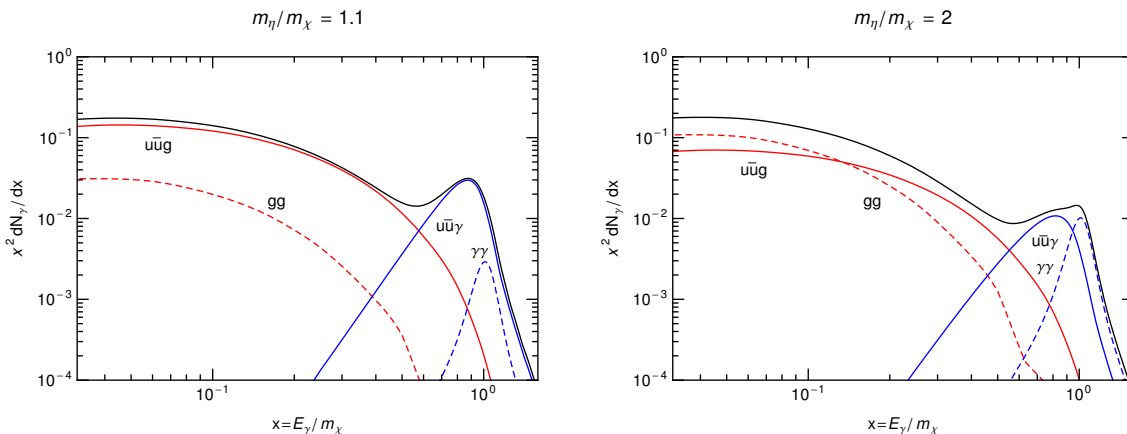 m_η/m_χ = 1.1
10^0
10^-1
10^-2
10^-3
10^-4
x² dN_γ/dx
uūg
gg
uūγ
γγ
10^-1
10^0
x=E_γ/m_χ
m_η/m_χ = 2
10^0
10^-1
10^-2
10^-3
10^-4
x² dN_γ/dx
uūg
gg
uūγ
γγ
10^-1
10^0
x=E_γ/m_χ